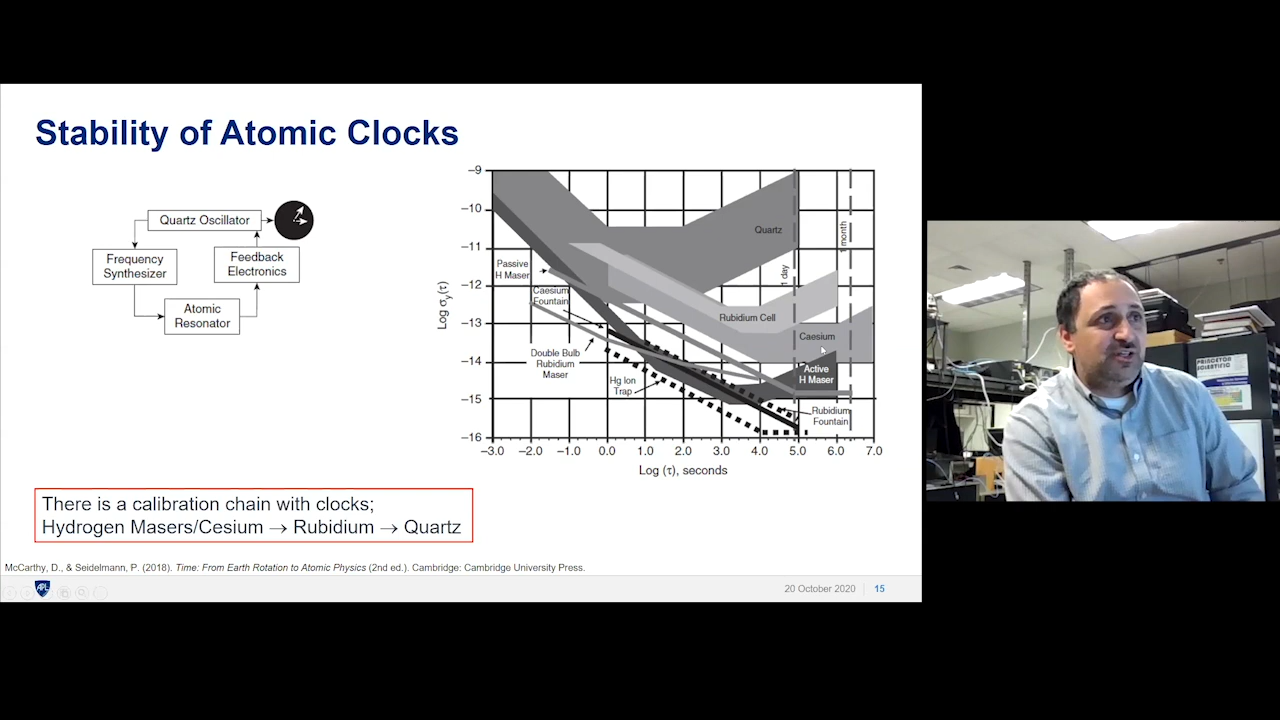 Stability of Atomic Clocks
Quartz Oscillator
Frequency
Synthesizer
Feedback
Electronics
Atomic
Resonator
−9
−10
−11
−12
−13
−14
−15
−16
Log σy(τ)
Passive
H Maser
Caesium
Fountain
Double Bulb
Rubidium
Maser
Hg Ion
Trap
Quartz
Rubidium Cell
Caesium
Active
H Maser
Rubidium
Fountain
1 day
1 month
−3.0 −2.0 −1.0 0.0 1.0 2.0 3.0 4.0 5.0 6.0 7.0
Log (τ), seconds
There is a calibration chain with clocks;
Hydrogen Masers/Cesium → Rubidium → Quartz
McCarthy, D., & Seidelmann, P. (2018). Time: From Earth Rotation to Atomic Physics (2nd ed.). Cambridge: Cambridge University Press.
APL
20 October 2020 | 15
PRINCETON
SCIENTIFIC